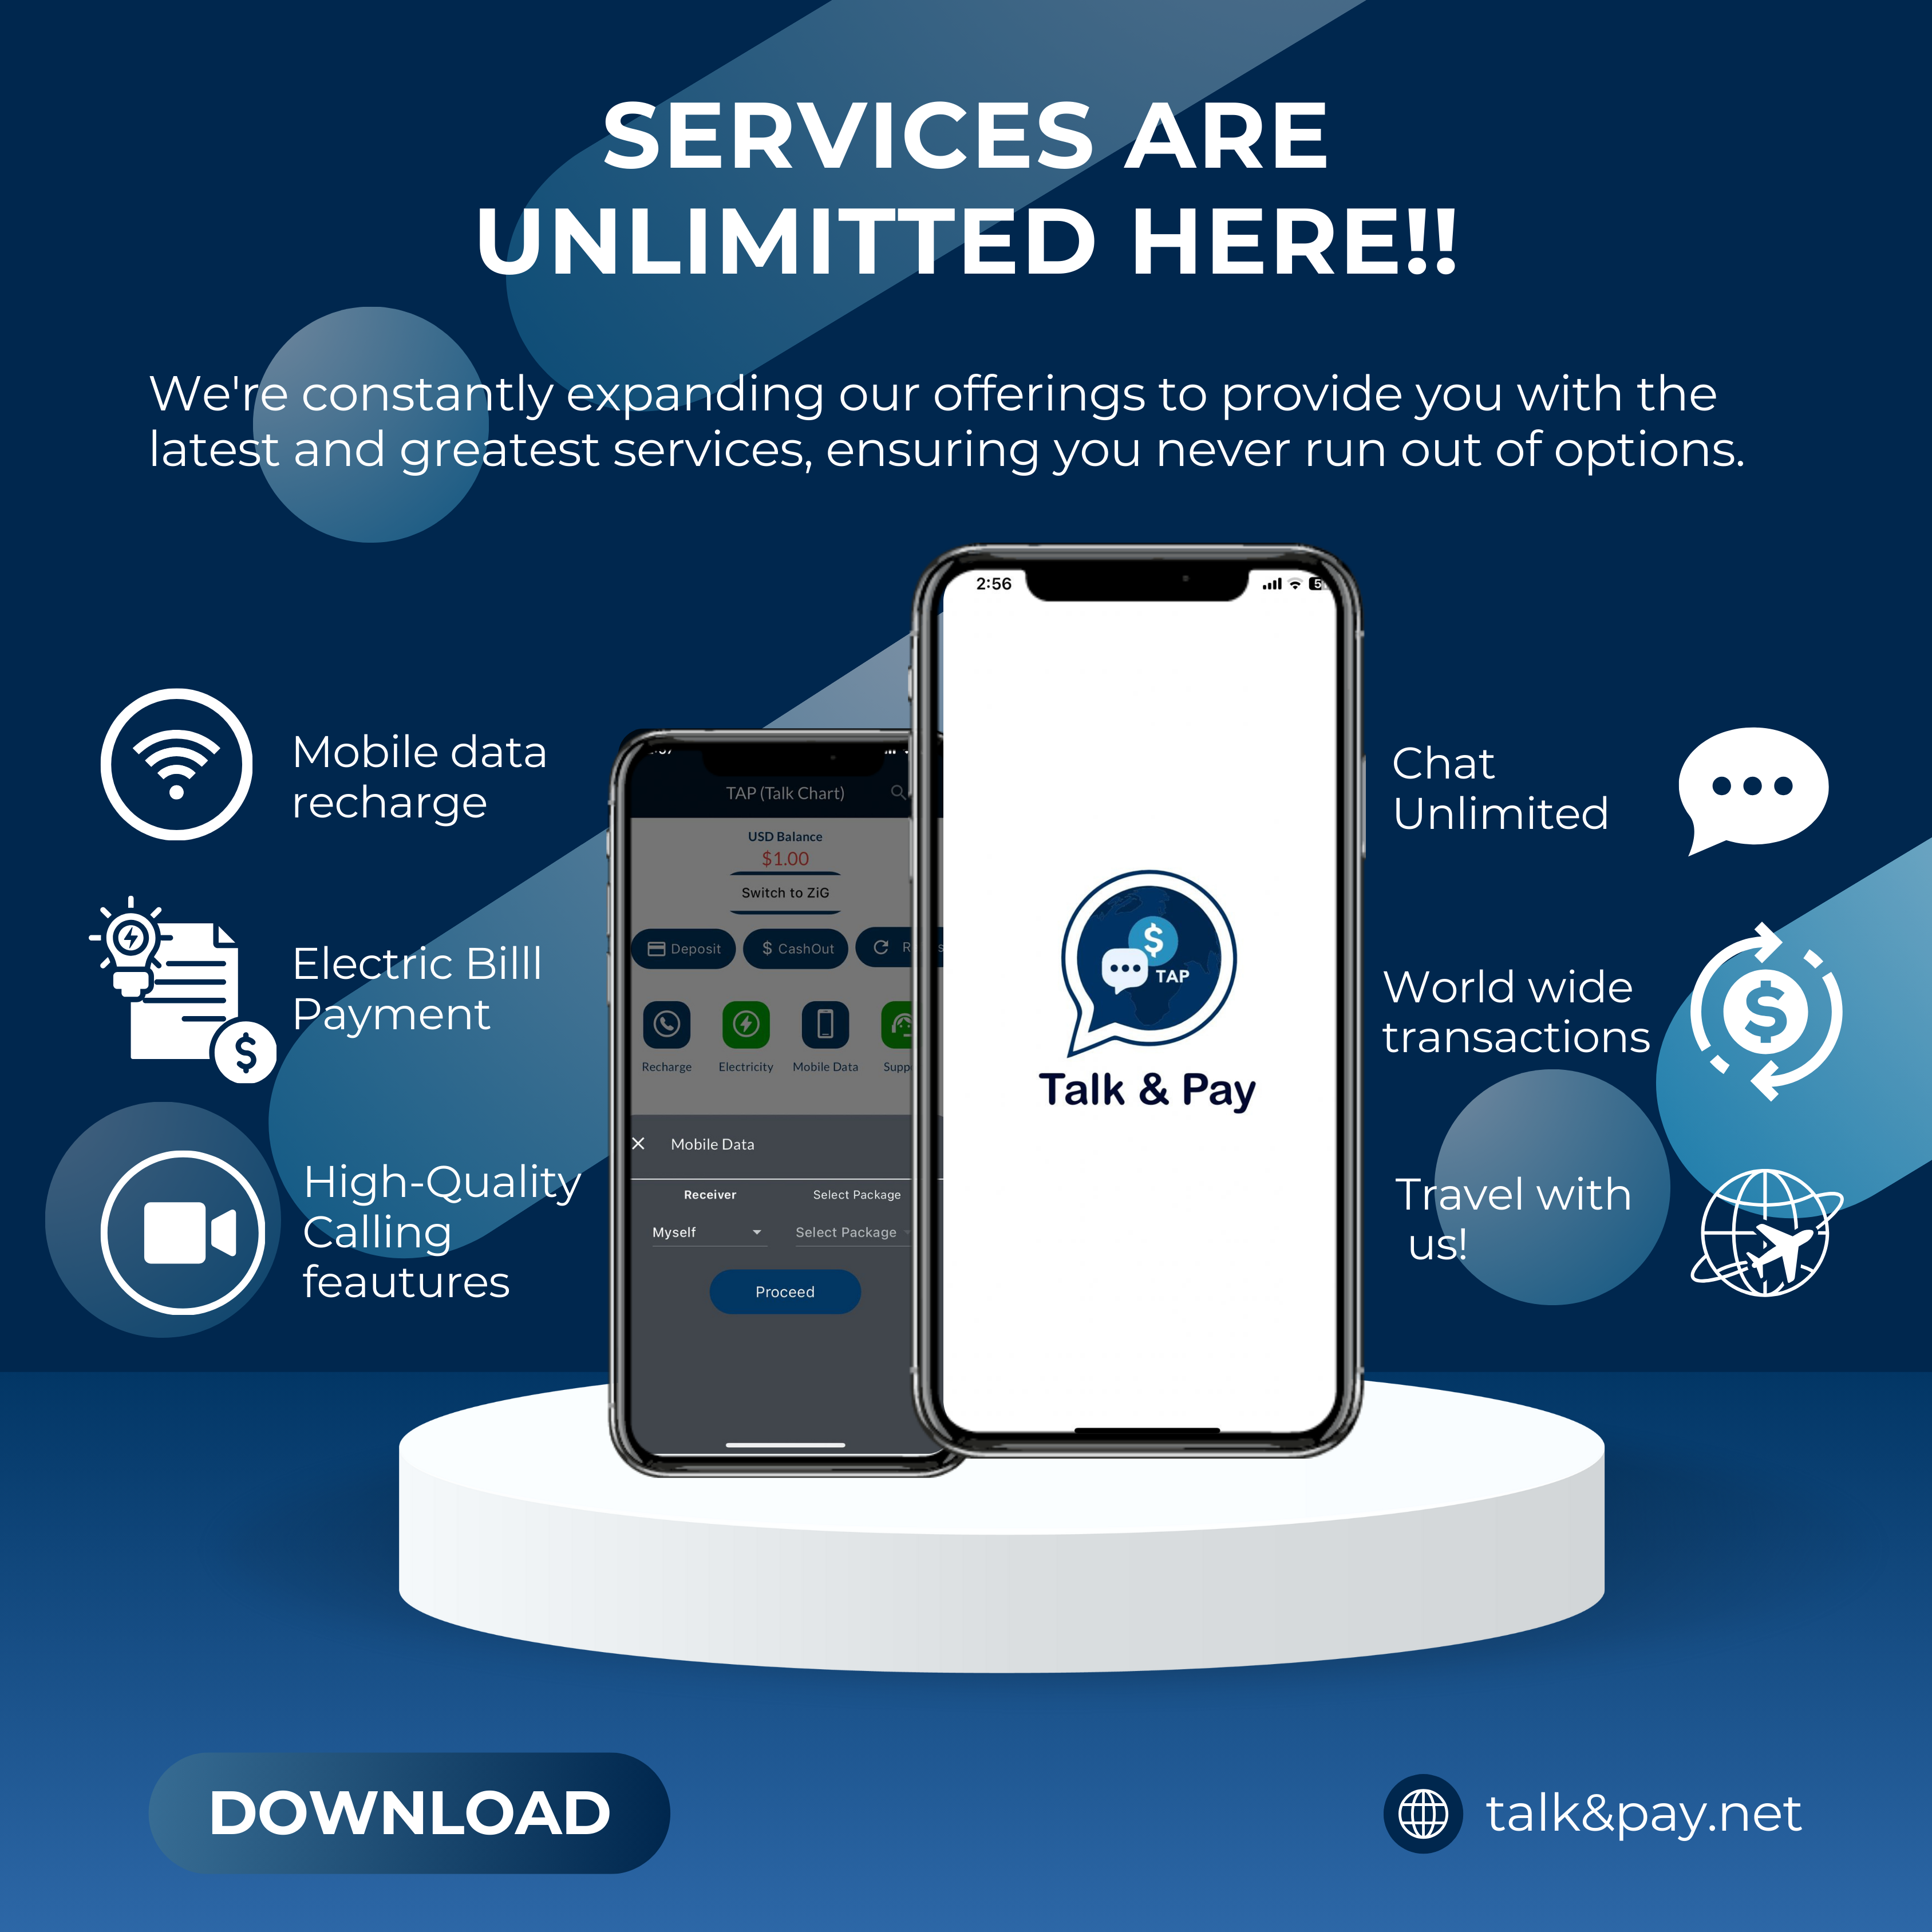 SERVICES ARE
UNLIMITTED HERE!!
We're constantly expanding our offerings to provide you with the
latest and greatest services, ensuring you never run out of options.
Mobile data
recharge
Electric Billl
Payment
High-Quality
Calling
feautures
TAP (Talk Chart)
USD Balance
$1.00
Switch to ZiG
Deposit
$ CashOut
Recharge
Electricity
Mobile Data
Mobile Data
Receiver
Select Package
Myself
Select Package
Proceed
2:56
$
TAP
Talk & Pay
Chat
Unlimited
World wide
transactions
Travel with
us!
DOWNLOAD
talk&pay.net